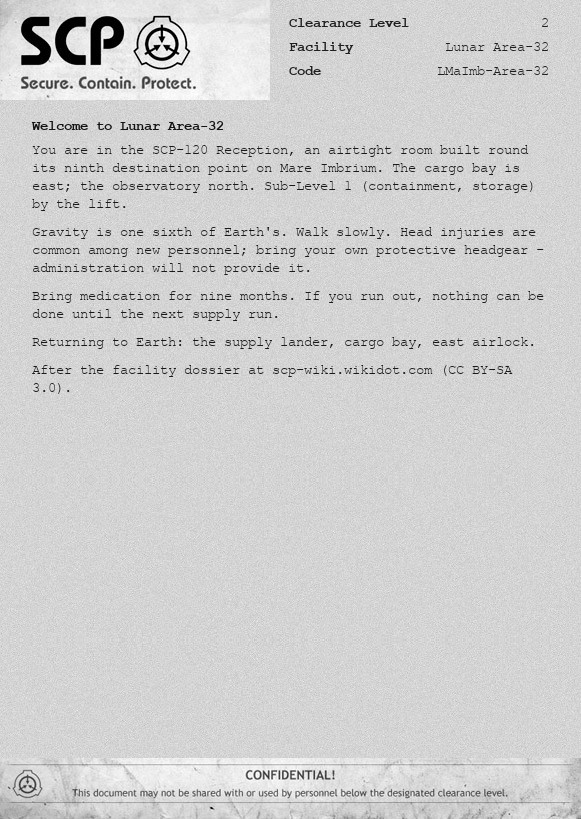 SCP
Secure. Contain. Protect.
Clearance Level 2
Facility Lunar Area-32
Code LMaImb-Area-32
Welcome to Lunar Area-32
You are in the SCP-120 Reception, an airtight room built round
its ninth destination point on Mare Imbrium. The cargo bay is
east; the observatory north. Sub-Level 1 (containment, storage)
by the lift.
Gravity is one sixth of Earth's. Walk slowly. Head injuries are
common among new personnel; bring your own protective headgear -
administration will not provide it.
Bring medication for nine months. If you run out, nothing can be
done until the next supply run.
Returning to Earth: the supply lander, cargo bay, east airlock.
After the facility dossier at scp-wiki.wikidot.com (CC BY-SA
3.0).
CONFIDENTIAL!
This document may not be shared with or used by personnel below the designated clearance level.